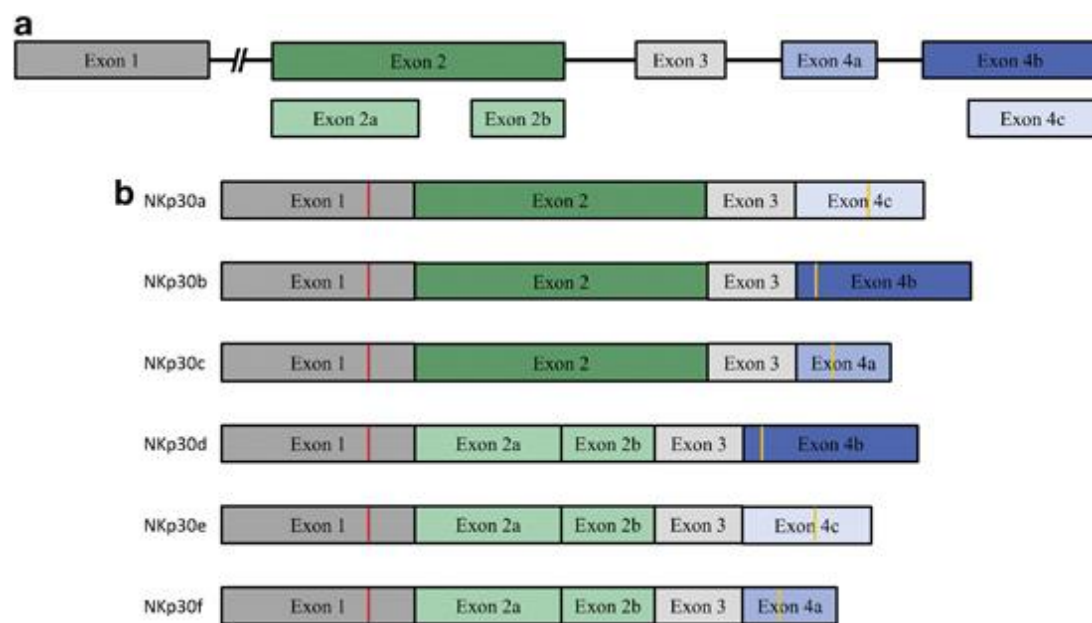 a
Exon 1 Exon 2 Exon 3 Exon 4a Exon 4b
Exon 2a Exon 2b Exon 4c
b
NKp30a Exon 1 Exon 2 Exon 3 Exon 4c
NKp30b Exon 1 Exon 2 Exon 3 Exon 4b
NKp30c Exon 1 Exon 2 Exon 3 Exon 4a
NKp30d Exon 1 Exon 2a Exon 2b Exon 3 Exon 4b
NKp30e Exon 1 Exon 2a Exon 2b Exon 3 Exon 4c
NKp30f Exon 1 Exon 2a Exon 2b Exon 3 Exon 4a